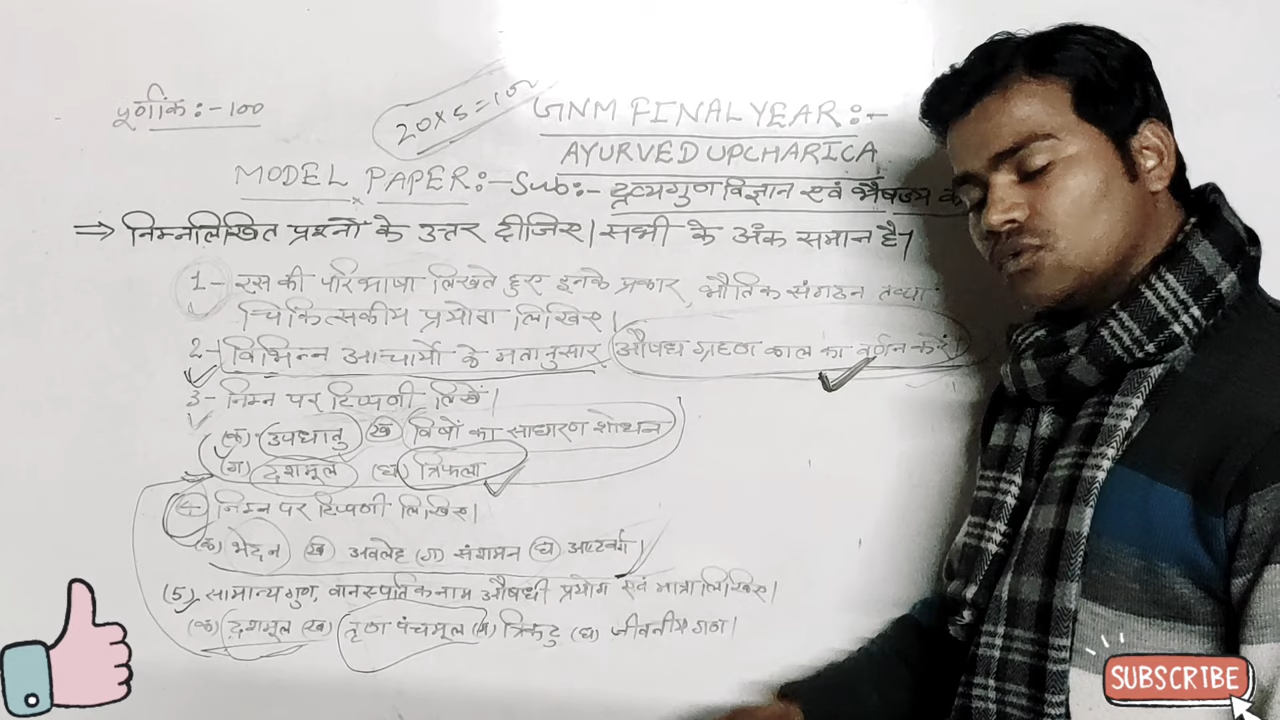 पूर्णांक:-100
20×5=100
GNM FINAL YEAR:-
AYURVED UPCHARICA
MODEL PAPER:- Sub:- द्रव्यगुण विज्ञान एवं भैषज्य
⇒ निम्नलिखित प्रश्नों के उत्तर दीजिए। सभी के अंक समान है।
1- रस की परिभाषा लिखते हुए इनके प्रकार, भौतिक संगठन तथा
चिकित्सकीय प्रयोग लिखिए।
2- विभिन्न आचार्यो के मतानुसार, औषध ग्रहण काल का वर्णन करें।
3- निम्न पर टिप्पणी लिखें।
(क) उपधातु (ख) विषों का साधारण शोधन
(ग) दशमूल (घ) त्रिफला
4- निम्न पर टिप्पणी लिखिए।
(क) भेदन (ख) अवलेह (ग) संशमन (घ) अष्टवर्ग
(5) सामान्य गुण, वानस्पतिक नाम औषधी प्रयोग एवं मात्रा लिखिए।
(क) दशमूल (ख) तृण पंचमूल (ग) त्रिकटु (घ) जीवनीय गण।
SUBSCRIBE